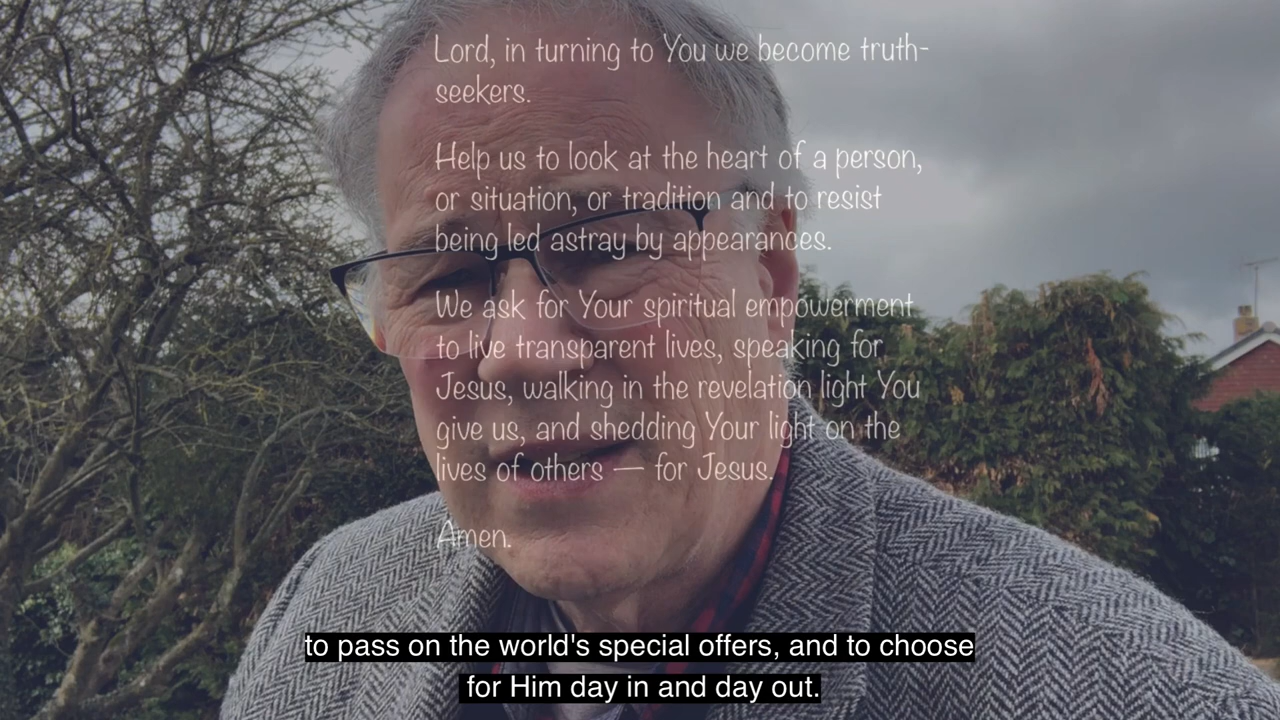 Lord, in turning to You we become truth-
seekers.
Help us to look at the heart of a person,
or situation, or tradition and to resist
being led astray by appearances.
We ask for Your spiritual empowerment
to live transparent lives, speaking for
Jesus, walking in the revelation light You
give us, and shedding Your light on the
lives of others — for Jesus.
Amen.
to pass on the world's special offers, and to choose
for Him day in and day out.